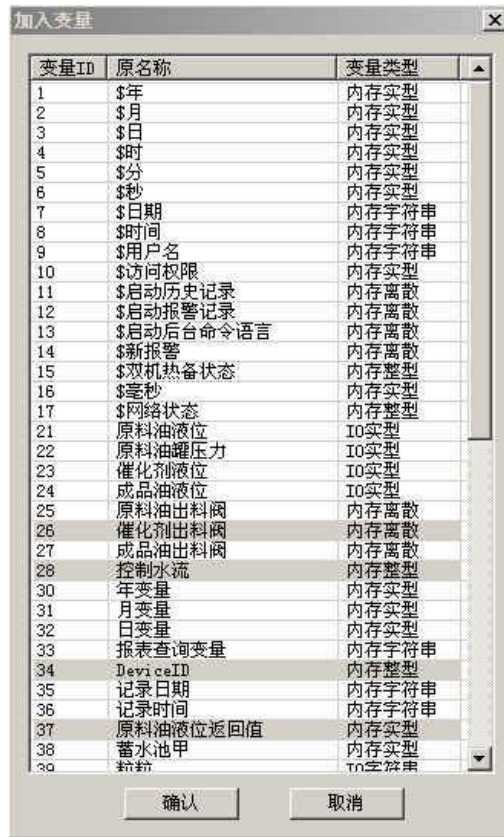 加入变量
变量ID 原名称 变量类型
1 $年 内存实型
2 $月 内存实型
3 $日 内存实型
4 $时 内存实型
5 $分 内存实型
6 $秒 内存实型
7 $日期 内存字符串
8 $时间 内存字符串
9 $用户名 内存字符串
10 $访问权限 内存实型
11 $启动历史记录 内存离散
12 $启动报警记录 内存离散
13 $启动后台命令语言 内存离散
14 $新报警 内存离散
15 $双机热备状态 内存整型
16 $毫秒 内存实型
17 $网络状态 内存整型
21 原料油液位 IO实型
22 原料油罐压力 IO实型
23 催化剂液位 IO实型
24 成品油液位 IO实型
25 原料油出料阀 内存离散
26 催化剂出料阀 内存离散
27 成品油出料阀 内存离散
28 控制水流 内存整型
30 年变量 内存实型
31 月变量 内存实型
32 日变量 内存实型
33 报表查询变量 内存字符串
34 DeviceID 内存整型
35 记录日期 内存字符串
36 记录时间 内存字符串
37 原料油液位返回值 内存实型
38 蓄水池甲 内存实型
39 粒粒 IO字符串
确认 取消